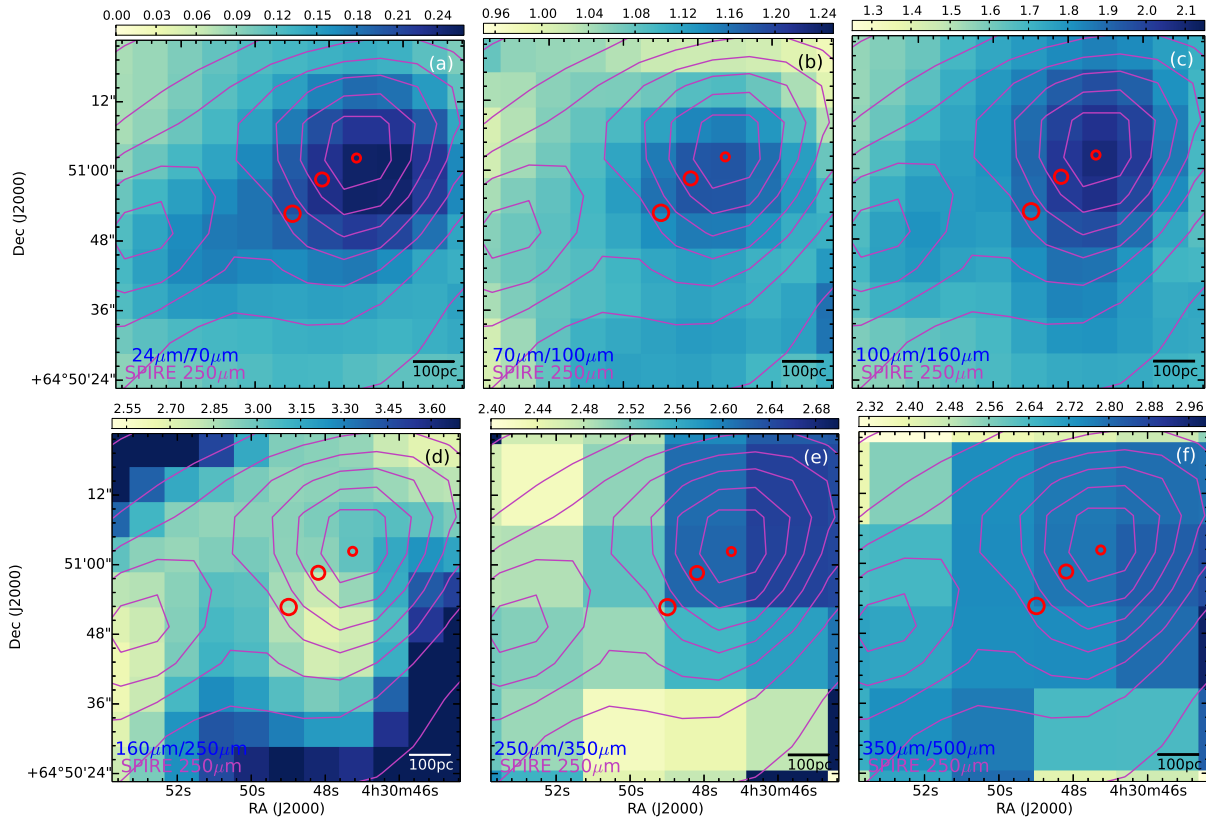 0.00 0.04 0.08 0.12 0.16 0.20 0.24
0.96 1.00 1.04 1.08 1.12 1.16 1.20 1.24
1.3 1.4 1.5 1.6 1.7 1.8 1.9 2.0 2.1
(a)
(b)
(c)
12"
51'00"
48"
36"
+64°50'24"
Dec (J2000)
24μm/70μm
SPIRE 250μm
100pc
70μm/100μm
SPIRE 250μm
100pc
100μm/160μm
SPIRE 250μm
100pc
2.55 2.70 2.85 3.00 3.15 3.30 3.45 3.60
2.40 2.44 2.48 2.52 2.56 2.60 2.64 2.68
2.32 2.40 2.48 2.56 2.64 2.72 2.80 2.88 2.96
(d)
(e)
(f)
12"
51'00"
48"
36"
+64°50'24"
Dec (J2000)
160μm/250μm
SPIRE 250μm
100pc
250μm/350μm
SPIRE 250μm
100pc
350μm/500μm
SPIRE 250μm
100pc
52s 50s 48s 4h30m46s
52s 50s 48s 4h30m46s
52s 50s 48s 4h30m46s
RA (J2000)
RA (J2000)
RA (J2000)